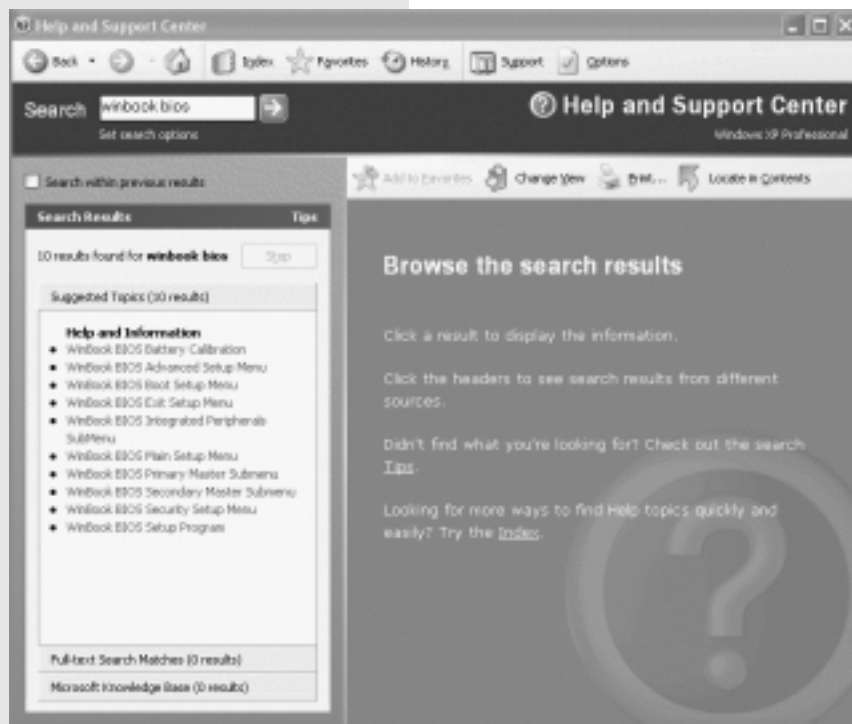 Help and Support Center
Back
Index
Favorites
History
Support
Options
Search
winbook bios
Set search options
Help and Support Center
Windows XP Professional
Search within previous results
Add to Favorites
Change View
Print...
Locate in Contents
Search Results
Tips
10 results found for winbook bios
Stop
Suggested Topics (10 results)
Help and Information
WinBook BIOS Battery Calibration
WinBook BIOS Advanced Setup Menu
WinBook BIOS Boot Setup Menu
WinBook BIOS Exit Setup Menu
WinBook BIOS Integrated Peripherals
SubMenu
WinBook BIOS Main Setup Menu
WinBook BIOS Primary Master Submenu
WinBook BIOS Secondary Master Submenu
WinBook BIOS Security Setup Menu
WinBook BIOS Setup Program
Full-text Search Matches (0 results)
Microsoft Knowledge Base (0 results)
Browse the search results
Click a result to display the information.
Click the headers to see search results from different
sources.
Didn't find what you're looking for? Check out the search
Tips.
Looking for more ways to find Help topics quickly and
easily? Try the Index.